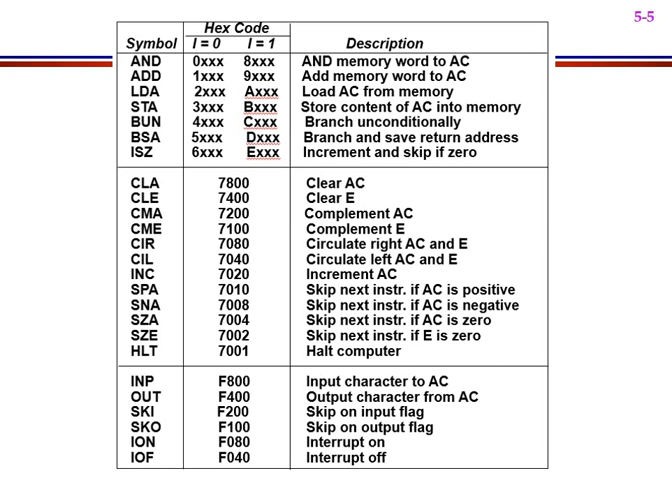 5-5
Hex Code
Symbol I = 0 I = 1 Description
AND 0xxx 8xxx AND memory word to AC
ADD 1xxx 9xxx Add memory word to AC
LDA 2xxx Axxx Load AC from memory
STA 3xxx Bxxx Store content of AC into memory
BUN 4xxx Cxxx Branch unconditionally
BSA 5xxx Dxxx Branch and save return address
ISZ 6xxx Exxx Increment and skip if zero
CLA 7800 Clear AC
CLE 7400 Clear E
CMA 7200 Complement AC
CME 7100 Complement E
CIR 7080 Circulate right AC and E
CIL 7040 Circulate left AC and E
INC 7020 Increment AC
SPA 7010 Skip next instr. if AC is positive
SNA 7008 Skip next instr. if AC is negative
SZA 7004 Skip next instr. if AC is zero
SZE 7002 Skip next instr. if E is zero
HLT 7001 Halt computer
INP F800 Input character to AC
OUT F400 Output character from AC
SKI F200 Skip on input flag
SKO F100 Skip on output flag
ION F080 Interrupt on
IOF F040 Interrupt off